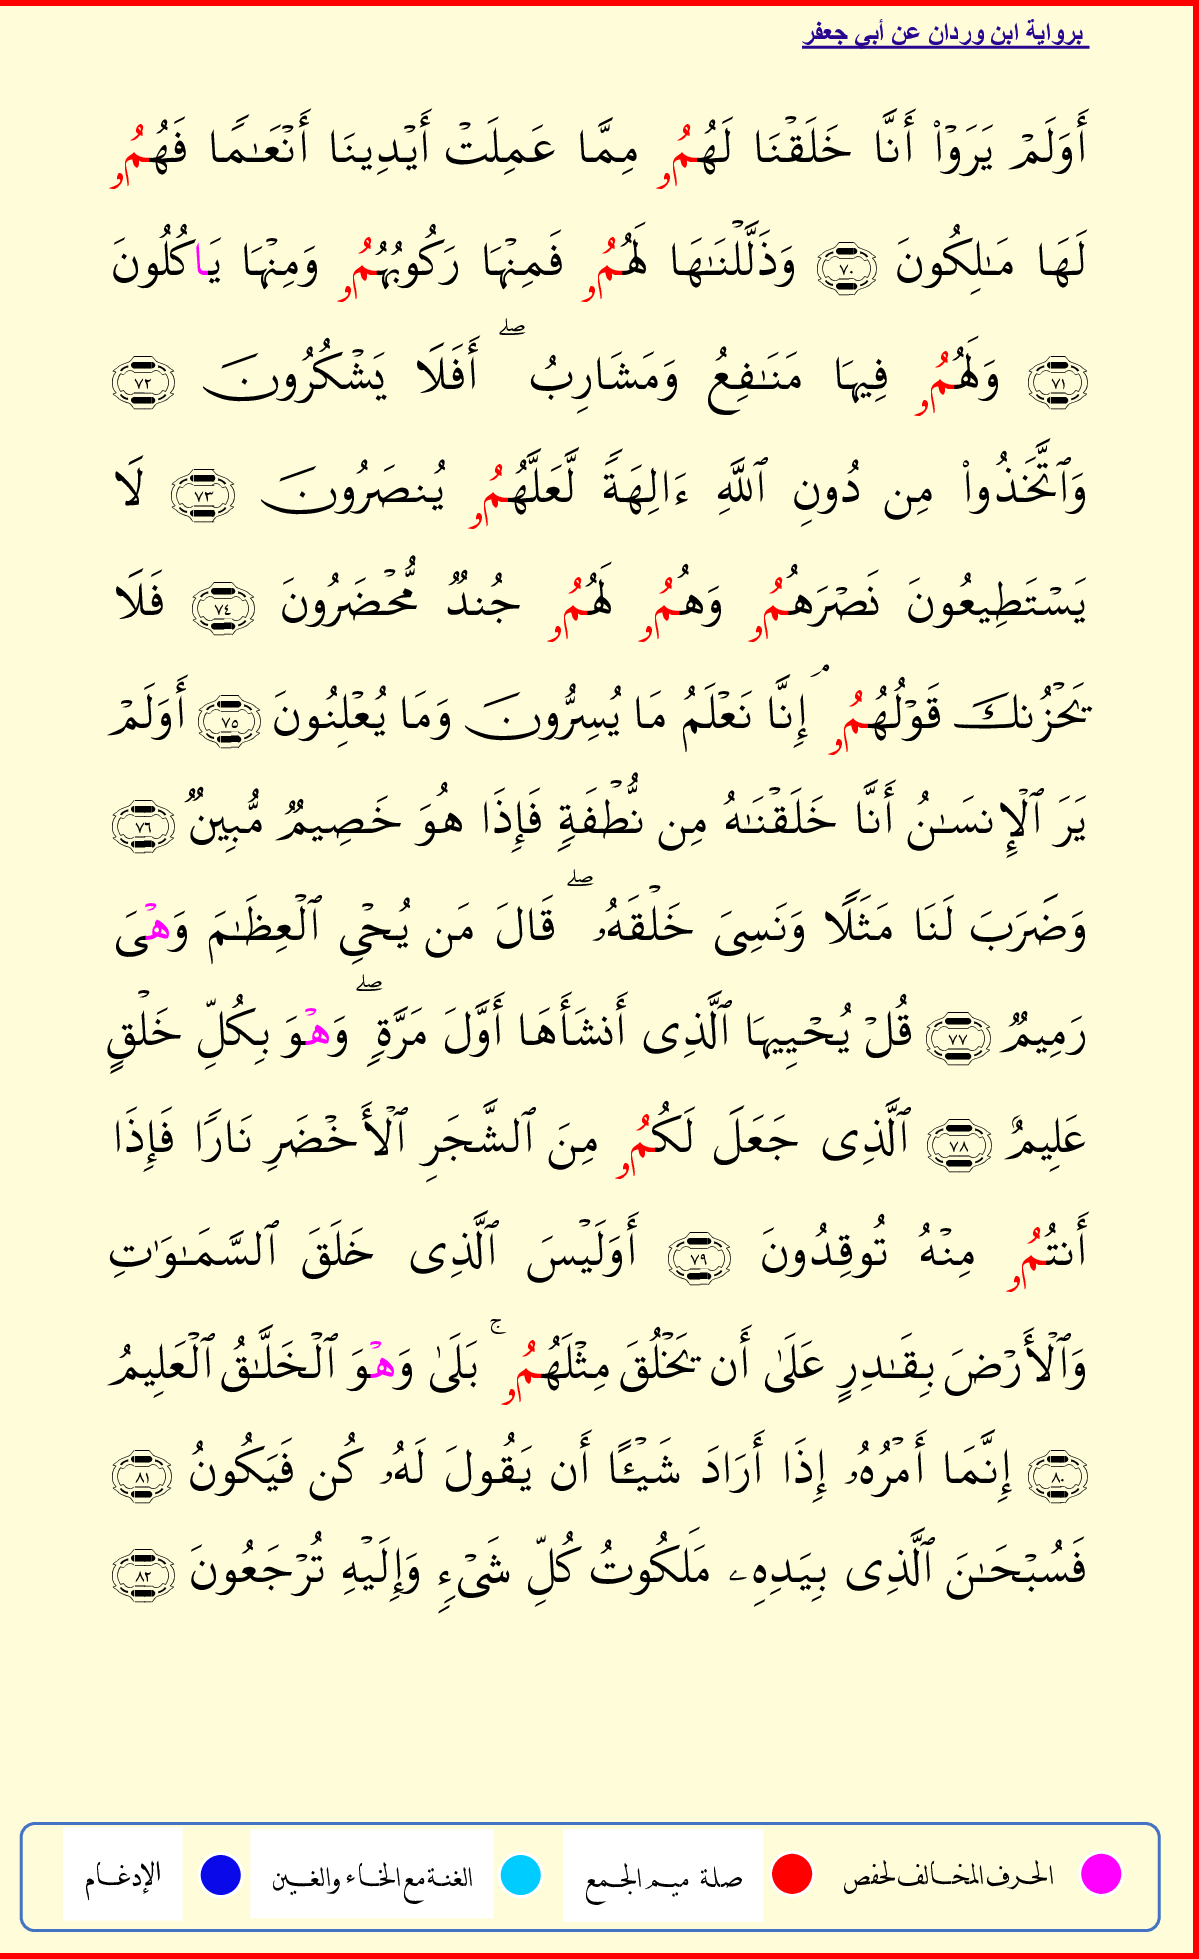 برواية ابن وردان عن أبي جعفر
أَوَلَمۡ يَرَوۡاْ أَنَّا خَلَقۡنَا لَهُمُۥ مِمَّا عَمِلَتۡ أَيۡدِينَا أَنۡعَٰمٗا فَهُمُۥ
لَهَا مَٰلِكُونَ ٧٠ وَذَلَّلۡنَٰهَا لَهُمُۥ فَمِنۡهَا رَكُوبُهُمُۥ وَمِنۡهَا يَاكُلُونَ
٧١ وَلَهُمُۥ فِيهَا مَنَٰفِعُ وَمَشَارِبُۖ أَفَلَا يَشۡكُرُونَ ٧٢
وَٱتَّخَذُواْ مِن دُونِ ٱللَّهِ ءَالِهَةٗ لَّعَلَّهُمُۥ يُنصَرُونَ ٧٣ لَا
يَسۡتَطِيعُونَ نَصۡرَهُمُۥ وَهُمُۥ لَهُمُۥ جُندٞ مُّحۡضَرُونَ ٧٤ فَلَا
يَحۡزُنكَ قَوۡلُهُمُۥۘ إِنَّا نَعۡلَمُ مَا يُسِرُّونَ وَمَا يُعۡلِنُونَ ٧٥ أَوَلَمۡ
يَرَ ٱلۡإِنسَٰنُ أَنَّا خَلَقۡنَٰهُ مِن نُّطۡفَةٖ فَإِذَا هُوَ خَصِيمٞ مُّبِينٞ ٧٦
وَضَرَبَ لَنَا مَثَلٗا وَنَسِىَ خَلۡقَهُۥۖ قَالَ مَن يُحۡىِ ٱلۡعِظَٰمَ وَهۡىَ
رَمِيمٞ ٧٧ قُلۡ يُحۡيِيهَا ٱلَّذِى أَنشَأَهَا أَوَّلَ مَرَّةٖۖ وَهۡوَ بِكُلِّ خَلۡقٍ
عَلِيمٌ ٧٨ ٱلَّذِى جَعَلَ لَكُمُۥ مِنَ ٱلشَّجَرِ ٱلۡأَخۡضَرِ نَارٗا فَإِذَا
أَنتُمُۥ مِنۡهُ تُوقِدُونَ ٧٩ أَوَلَيۡسَ ٱلَّذِى خَلَقَ ٱلسَّمَٰوَٰتِ
وَٱلۡأَرۡضَ بِقَٰدِرٍ عَلَىٰ أَن يَخۡلُقَ مِثۡلَهُمُۥۚ بَلَىٰ وَهۡوَ ٱلۡخَلَّٰقُ ٱلۡعَلِيمُ
٨٠ إِنَّمَا أَمۡرُهُۥ إِذَا أَرَادَ شَيۡـًٔا أَن يَقُولَ لَهُۥ كُن فَيَكُونُ ٨١
فَسُبۡحَٰنَ ٱلَّذِى بِيَدِهِۦ مَلَكُوتُ كُلِّ شَىۡءٖ وَإِلَيۡهِ تُرۡجَعُونَ ٨٢
الحرف المخالف لحفص صلة ميم الجمع الغنة مع الخاء والغين الإدغام